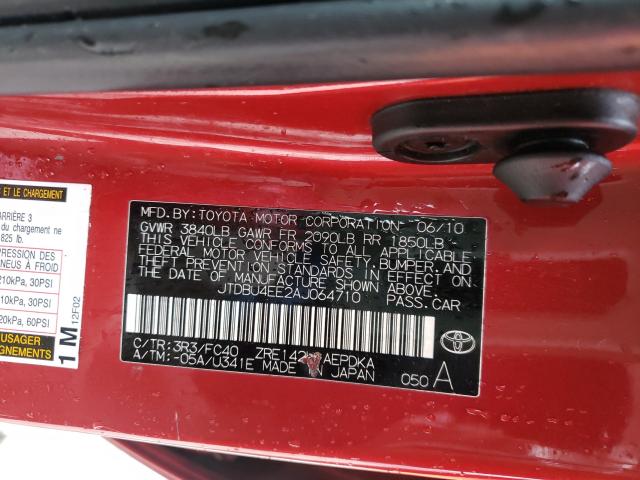 ET LE CHARGEMENT
ARRIÈRE 3
du chargement ne
825 lb.
PRESSION DES
NEUS À FROID
210kPa, 30PSI
10kPa, 30PSI
20kPa, 60PSI
USAGER
GNEMENTS
1M
12F02
MFD. BY: TOYOTA MOTOR CORPORATION 06/10
GVWR 3840LB GAWR FR 2090LB RR 1850LB
THIS VEHICLE CONFORMS TO ALL APPLICABLE
FEDERAL MOTOR VEHICLE SAFETY, BUMPER, AND
THEFT PREVENTION STANDARDS IN EFFECT ON
THE DATE OF MANUFACTURE SHOWN ABOVE.
JTDBU4EE2AJ064710 PASS. CAR
C/TR: 3R3/FC40 ZRE142 AEPDKA
A/TM: -05A/U341E MADE IN JAPAN 050 A